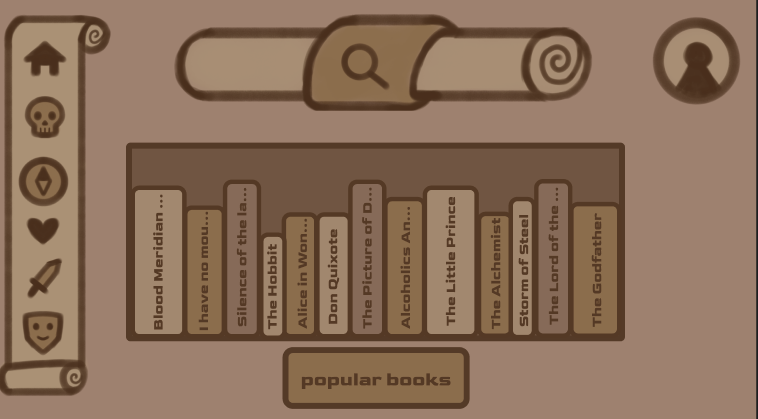 Blood Meridian ...
I have no mou...
Silence of the la...
The Hobbit
Alice in Won...
Don Quixote
The Picture of D...
Alcoholics An...
The Little Prince
The Alchemist
Storm of Steel
The Lord of the ...
The Godfather
popular books